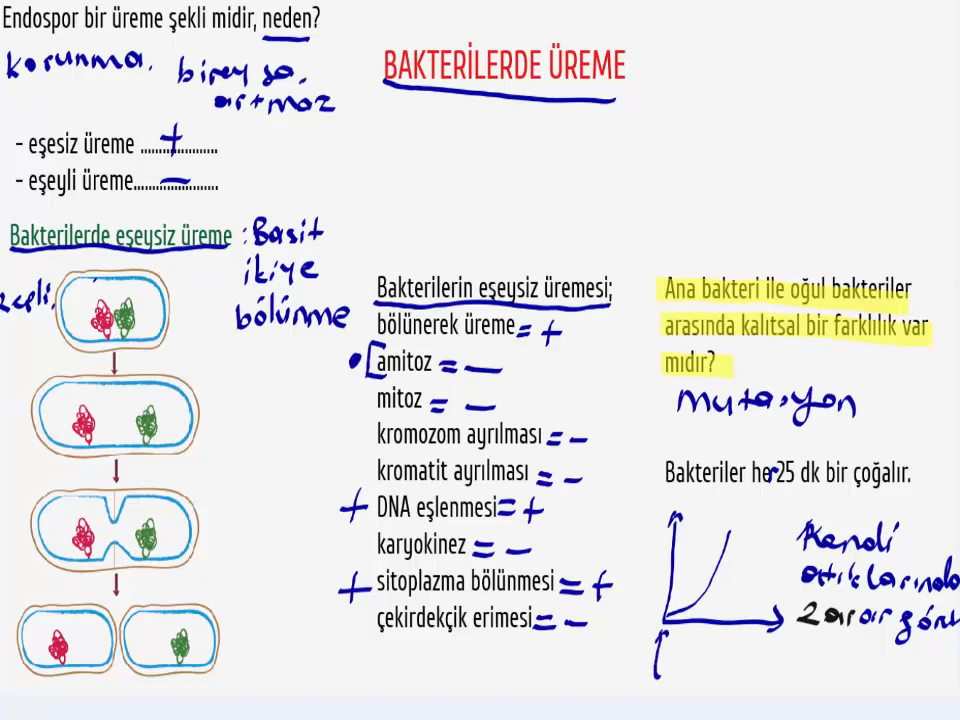 Endospor bir üreme şekli midir, neden?
korunma. birey sa.
artmaz
BAKTERİLERDE ÜREME
- eşesiz üreme ..................... +
- eşeyli üreme....................... –
Bakterilerde eşeysiz üreme : Basit
ikiye
bölünme
Bakterilerin eşeysiz üremesi;
bölünerek üreme = +
amitoz = –
mitoz = –
kromozom ayrılması = –
kromatit ayrılması = –
+ DNA eşlenmesi = +
karyokinez = –
+ sitoplazma bölünmesi = +
çekirdekçik erimesi = –
Ana bakteri ile oğul bakteriler
arasında kalıtsal bir farklılık var
mıdır?
mutasyon
Bakteriler her 25 dk bir çoğalır.
Kendi
atıklarında
zarar görü